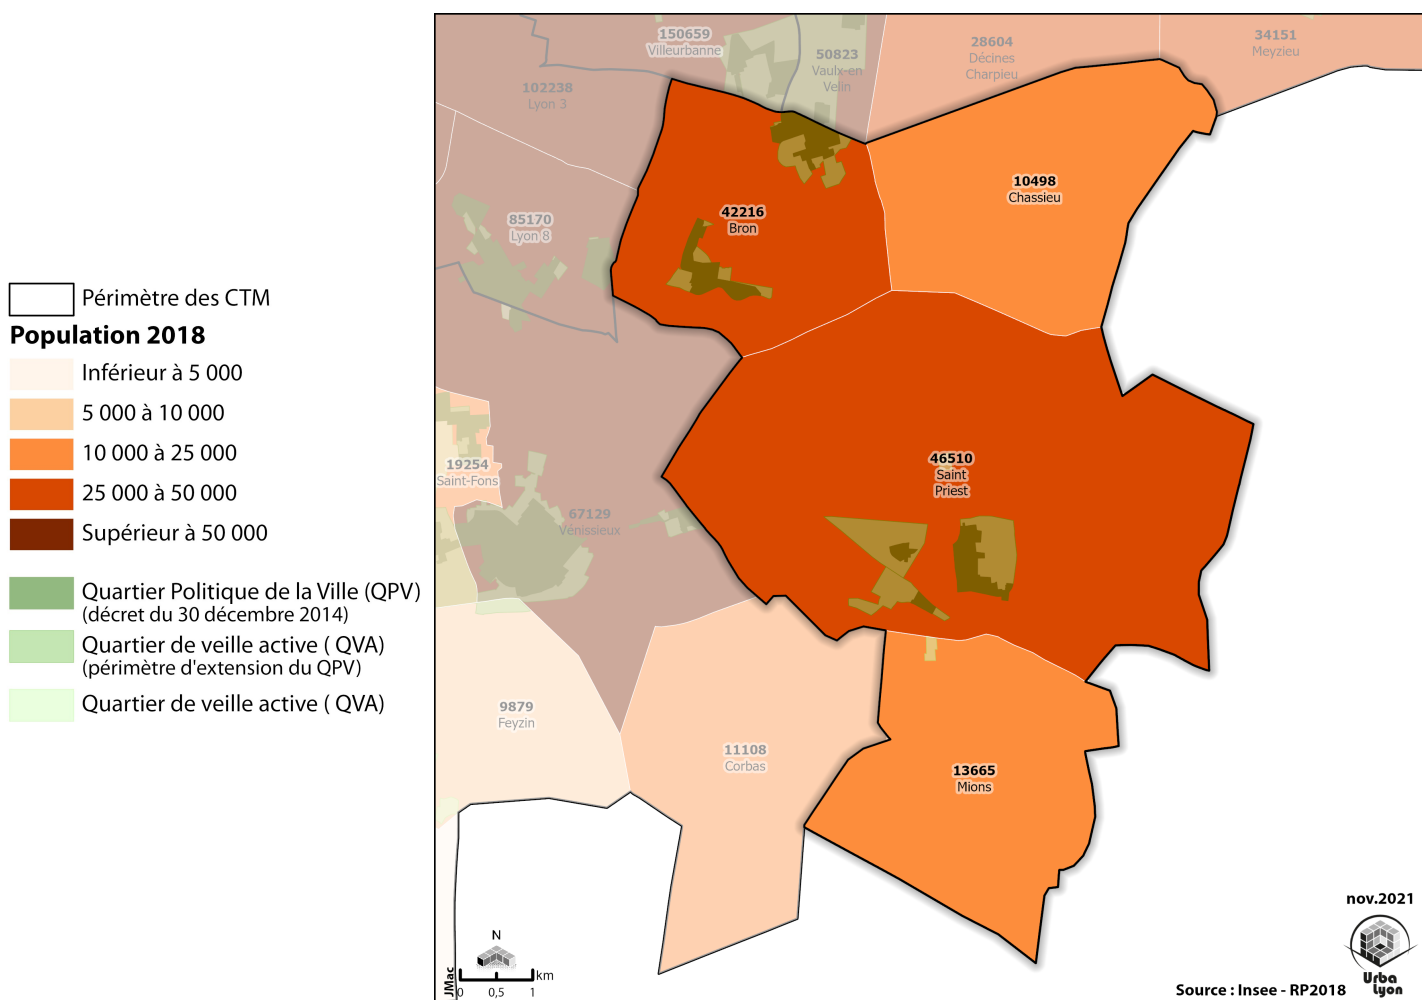 Périmètre des CTM
Population 2018
Inférieur à 5 000
5 000 à 10 000
10 000 à 25 000
25 000 à 50 000
Supérieur à 50 000
Quartier Politique de la Ville (QPV)
(décret du 30 décembre 2014)
Quartier de veille active ( QVA)
(périmètre d'extension du QPV)
Quartier de veille active ( QVA)
150659
Villeurbanne
50823
Vaulx-en
Velin
28604
Décines
Charpieu
34151
Meyzieu
102238
Lyon 3
10498
Chassieu
85170
Lyon 8
42216
Bron
19254
Saint-Fons
46510
Saint
Priest
67129
Vénissieux
9879
Feyzin
11108
Corbas
13665
Mions
JMac
N
km
0 0,5 1
nov.2021
Urba
Lyon
Source : Insee - RP2018